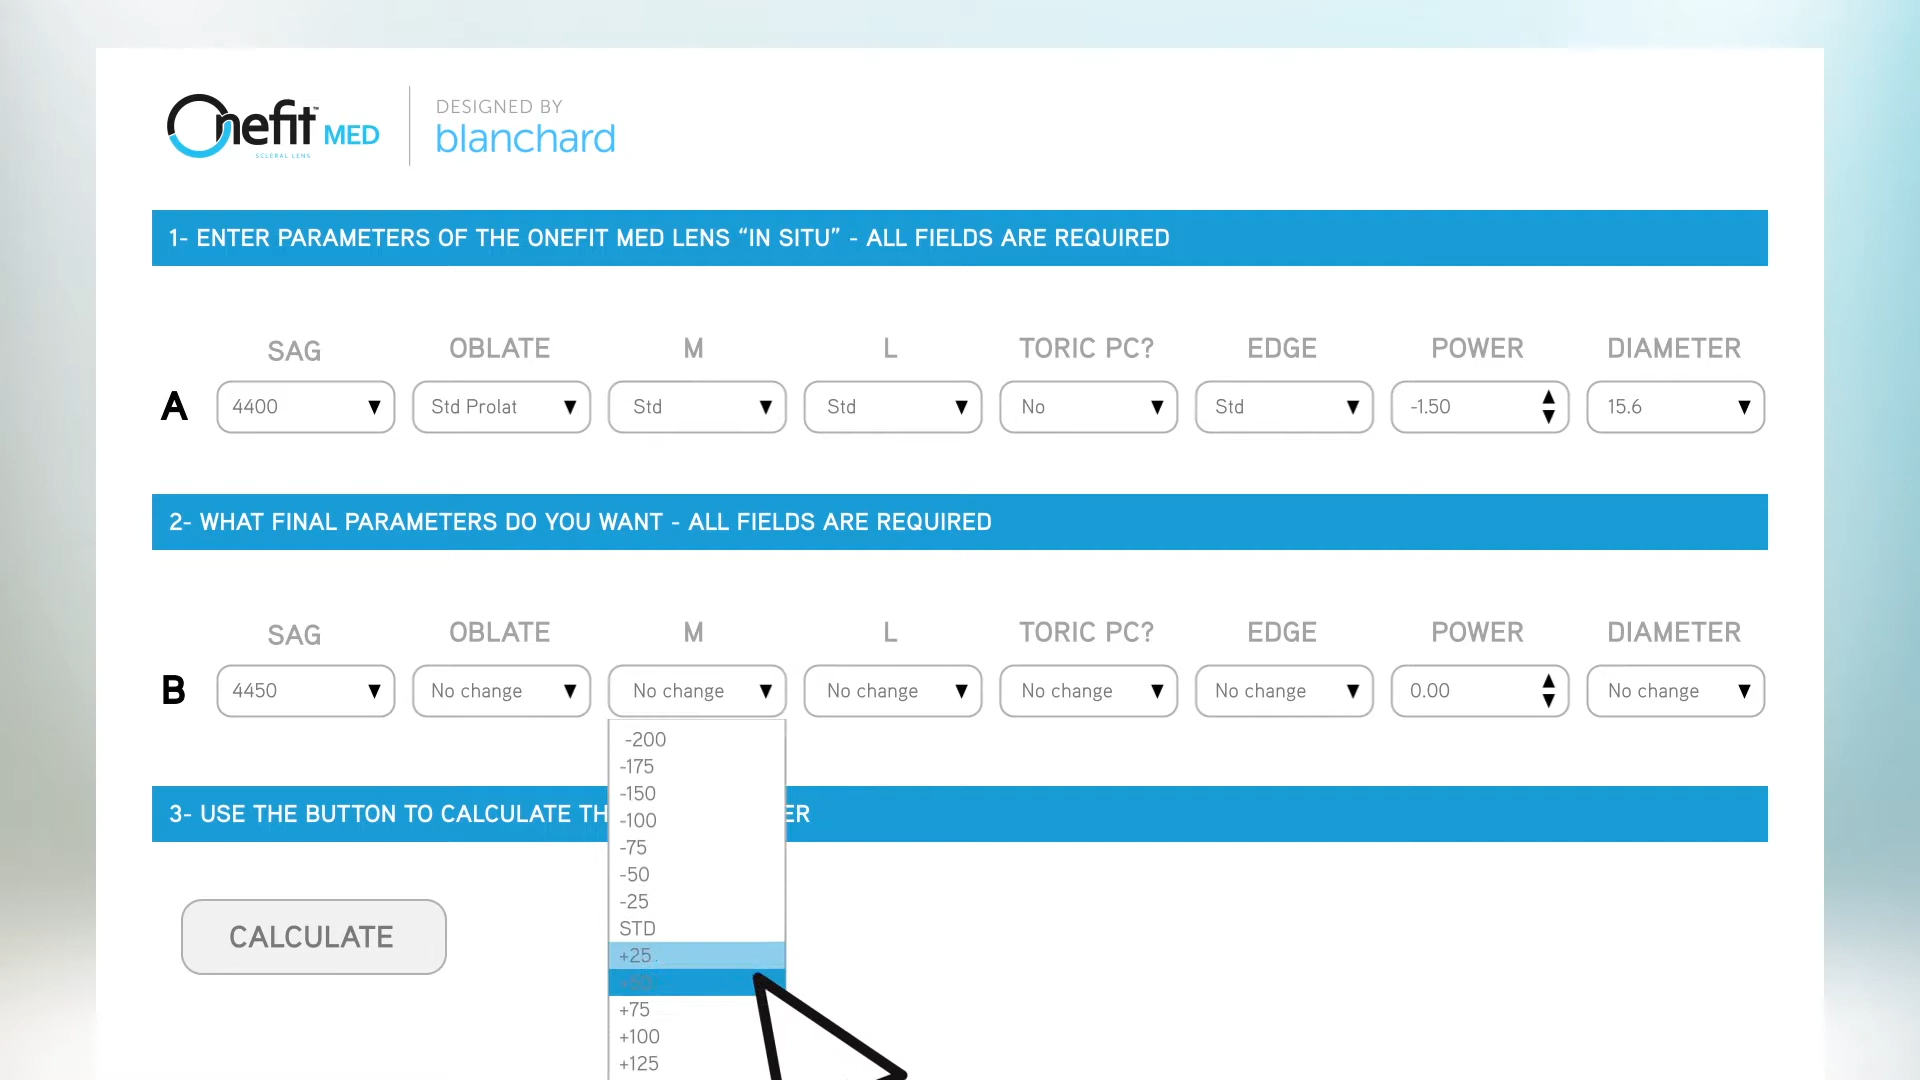 Onefit™ MED
SCLERAL LENS
DESIGNED BY
blanchard
1- ENTER PARAMETERS OF THE ONEFIT MED LENS “IN SITU” - ALL FIELDS ARE REQUIRED
SAG OBLATE M L TORIC PC? EDGE POWER DIAMETER
A 4400 Std Prolat Std Std No Std -1.50 15.6
2- WHAT FINAL PARAMETERS DO YOU WANT - ALL FIELDS ARE REQUIRED
SAG OBLATE M L TORIC PC? EDGE POWER DIAMETER
B 4450 No change No change No change No change No change 0.00 No change
-200
-175
-150
-100
-75
-50
-25
STD
+25
+50
+75
+100
+125
3- USE THE BUTTON TO CALCULATE TH ER
CALCULATE